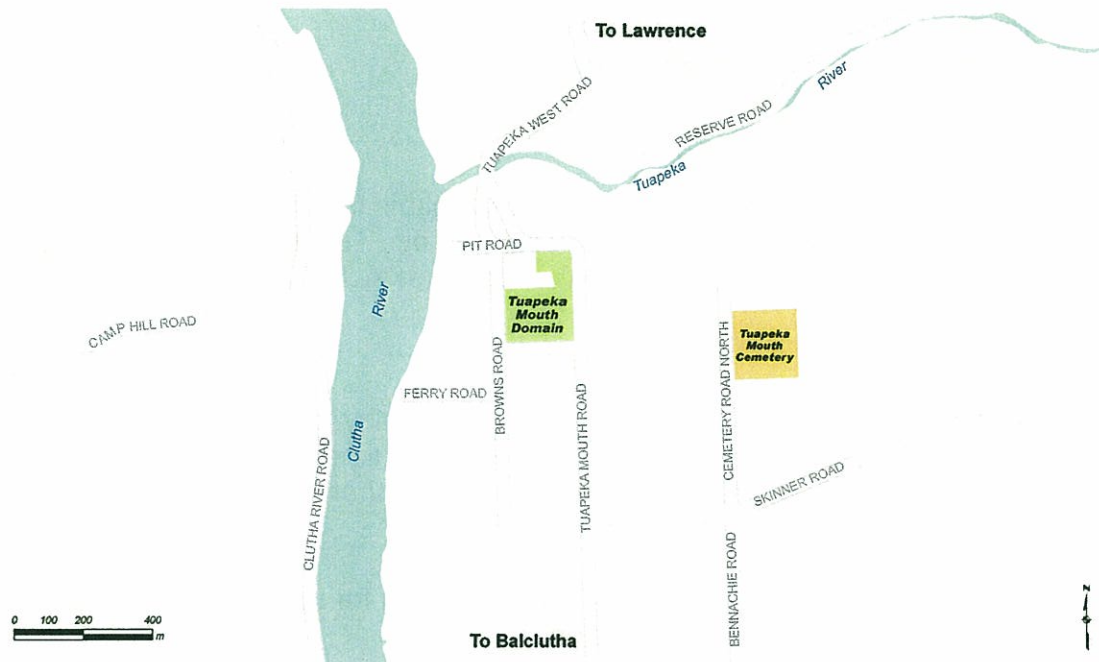 To Lawrence
River
TUAPEKA WEST ROAD
RESERVE ROAD
Tuapeka
PIT ROAD
River
Tuapeka
Mouth
Domain
CAMP HILL ROAD
Tuapeka
Mouth
Cemetery
FERRY ROAD
BROWNS ROAD
CEMETERY ROAD NORTH
Clutha
TUAPEKA MOUTH ROAD
CLUTHA RIVER ROAD
SKINNER ROAD
BENNACHIE ROAD
0 100 200 400
m
To Balclutha
N